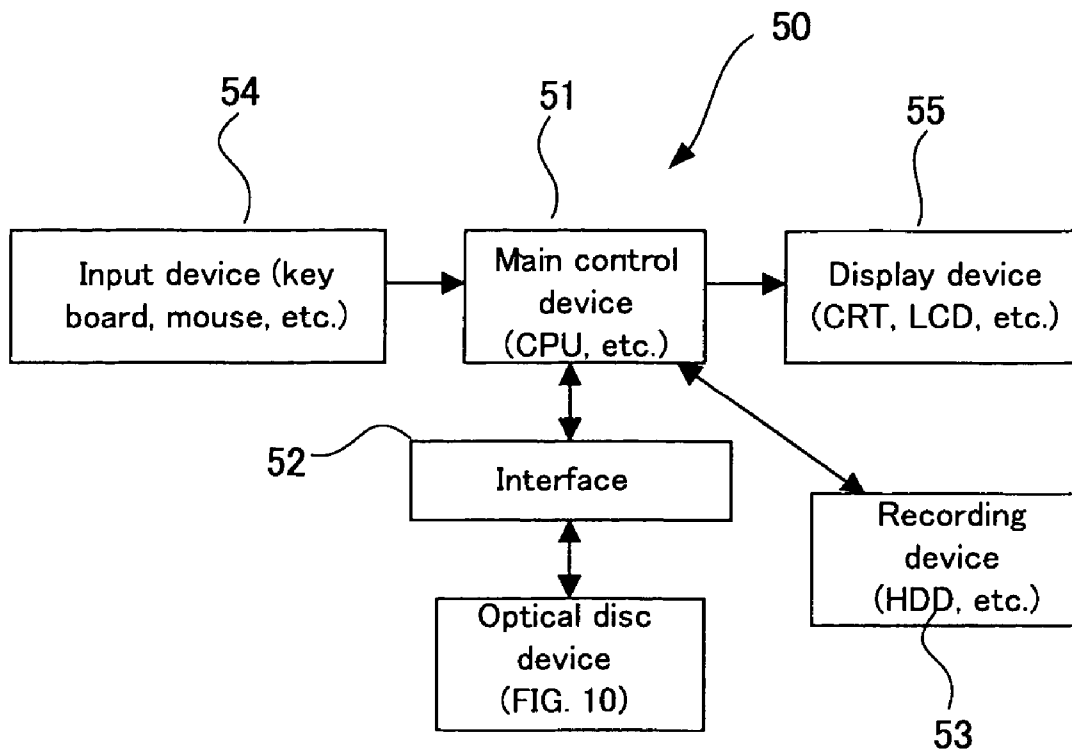 50
54
51
55
Input device (key
board, mouse, etc.)
Main control
device
(CPU, etc.)
Display device
(CRT, LCD, etc.)
52
Interface
Recording
device
(HDD, etc.)
Optical disc
device
(FIG. 10)
53